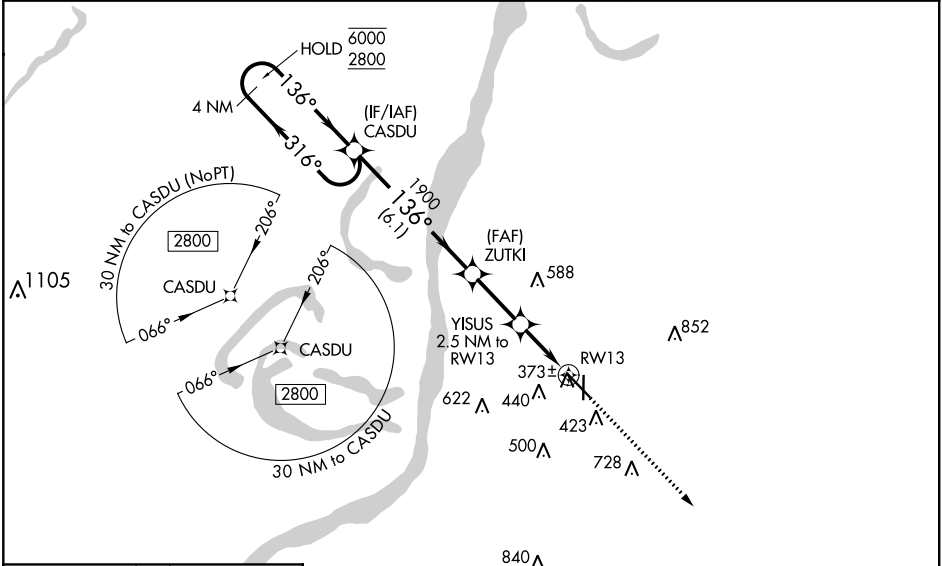 HOLD
6000
2800
4 NM
136°
316°
(IF/IAF)
CASDU
1900
136°
(6.1)
(FAF)
ZUTKI
30 NM to CASDU (NoPT)
206°
2800
CASDU
066°
1105
588
206°
CASDU
066°
2800
30 NM to CASDU
YISUS
2.5 NM to
RW13
852
RW13
373±
440
622
423
500
728
840